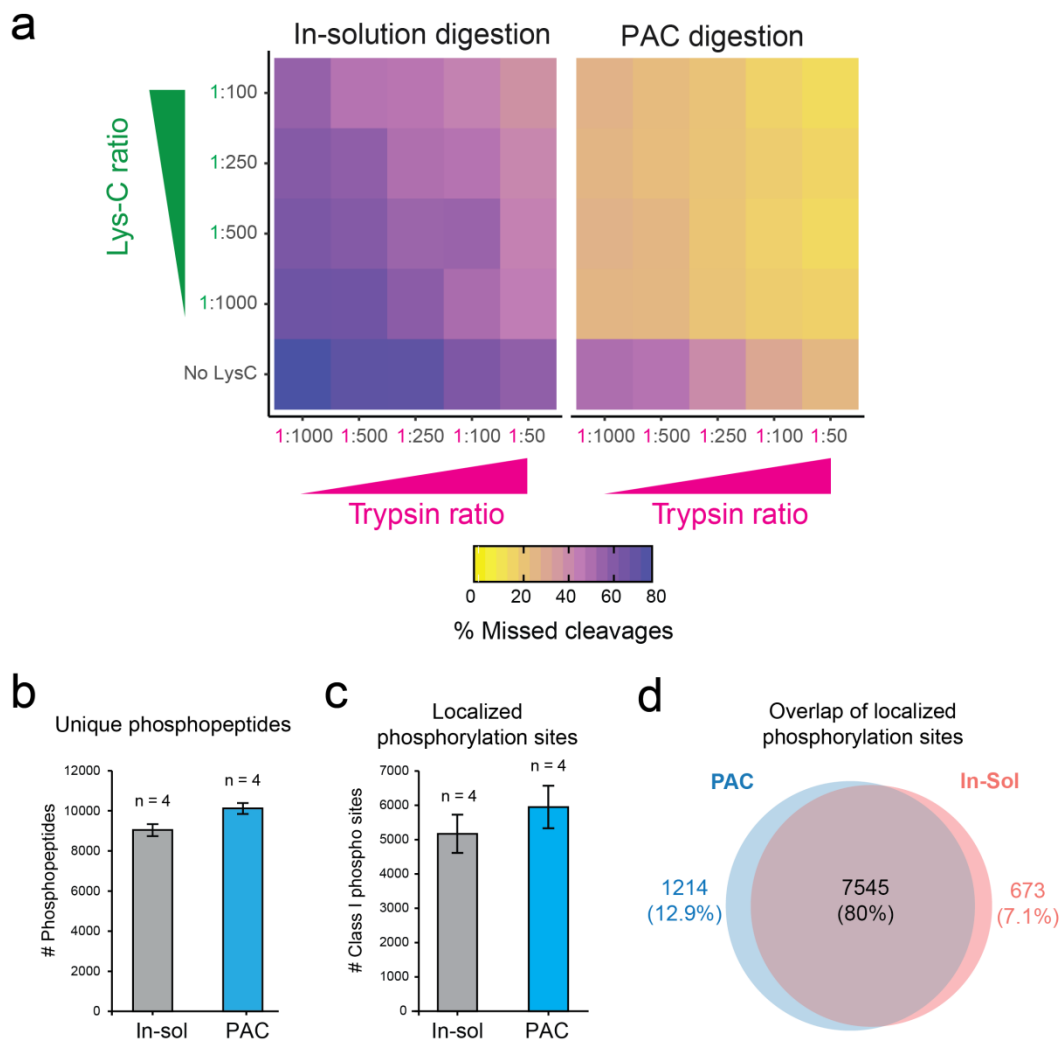 a
In-solution digestion
PAC digestion
Lys-C ratio
1:100
1:250
1:500
1:1000
No LysC
1:1000 1:500 1:250 1:100 1:50
1:1000 1:500 1:250 1:100 1:50
Trypsin ratio
Trypsin ratio
0 20 40 60 80
% Missed cleavages
b
Unique phosphopeptides
# Phosphopeptides
12000
10000
8000
6000
4000
2000
0
n = 4
n = 4
In-sol
PAC
c
Localized
phosphorylation sites
# Class I phospho sites
7000
6000
5000
4000
3000
2000
1000
0
n = 4
n = 4
In-sol
PAC
d
Overlap of localized
phosphorylation sites
PAC
In-Sol
1214
(12.9%)
7545
(80%)
673
(7.1%)